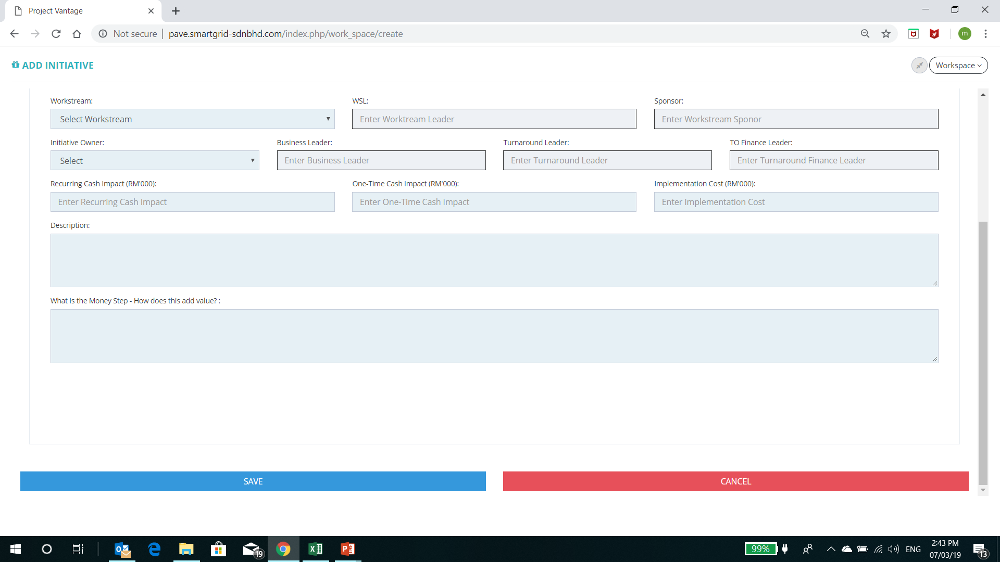 Project Vantage
Not secure | pave.smartgrid-sdnbhd.com/index.php/work_space/create
m
ADD INITIATIVE
Workspace
Workstream: WSL: Sponsor:
Select Workstream Enter Worktream Leader Enter Workstream Sponor
Initiative Owner: Business Leader: Turnaround Leader: TO Finance Leader:
Select Enter Business Leader Enter Turnaround Leader Enter Turnaround Finance Leader
Recurring Cash Impact (RM'000): One-Time Cash Impact (RM'000): Implementation Cost (RM'000):
Enter Recurring Cash Impact Enter One-Time Cash Impact Enter Implementation Cost
Description:
What is the Money Step - How does this add value? :
SAVE CANCEL
19
99%
ENG
2:43 PM
07/03/19
13